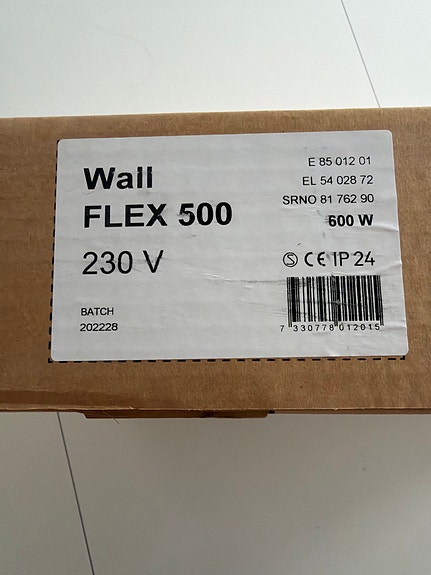 Wall
FLEX 500
230 V
BATCH
202228
E 85 012 01
EL 54 028 72
SRNO 81 762 90
600 W
S CE IP 24
7 330778 012015